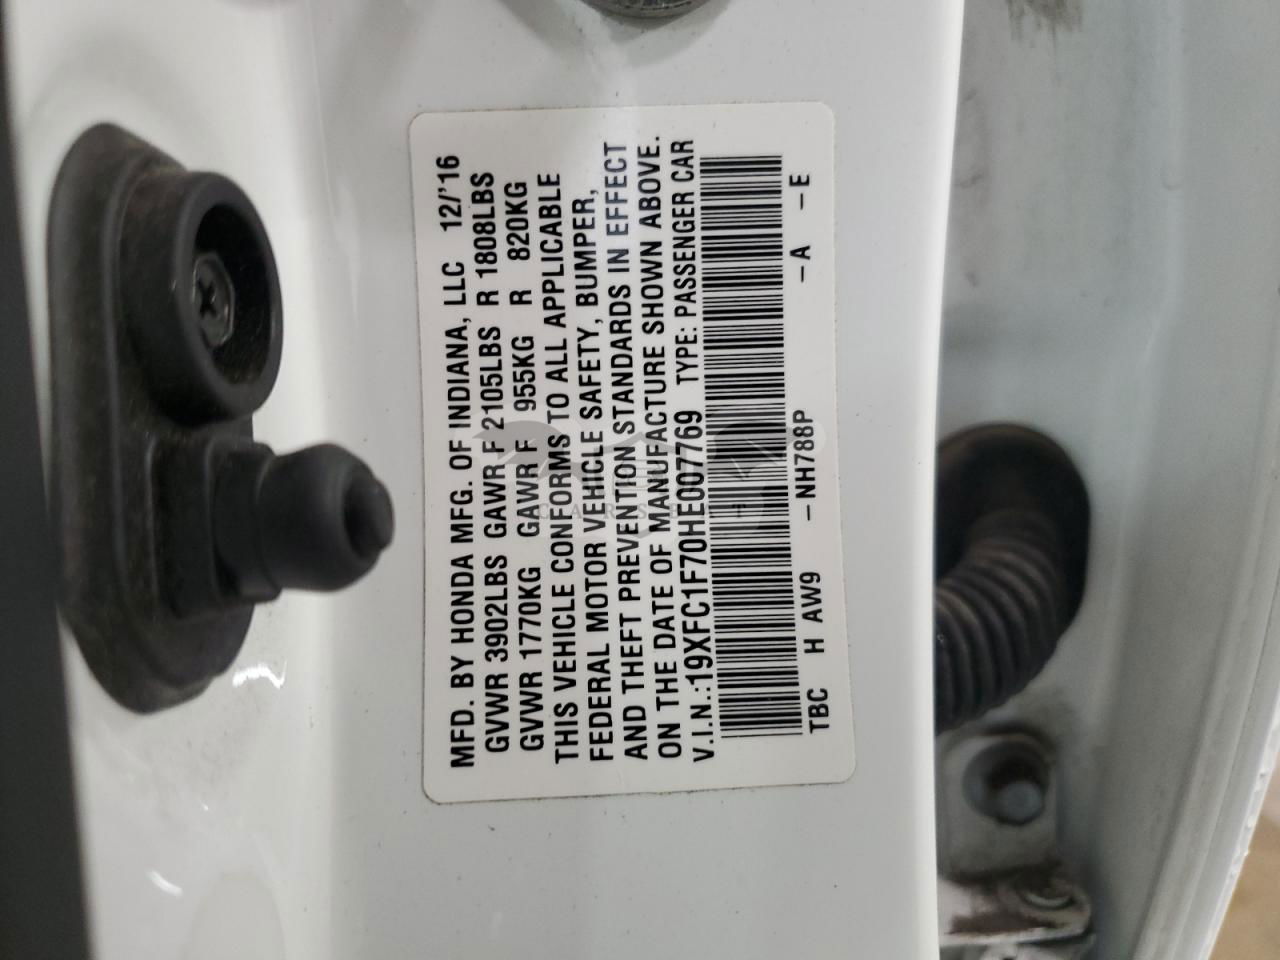 MFD. BY HONDA MFG. OF INDIANA, LLC 12/'16
GVWR 3902LBS GAWR F 2105LBS R 1808LBS
GVWR 1770KG GAWR F 955KG R 820KG
THIS VEHICLE CONFORMS TO ALL APPLICABLE
FEDERAL MOTOR VEHICLE SAFETY, BUMPER,
AND THEFT PREVENTION STANDARDS IN EFFECT
ON THE DATE OF MANUFACTURE SHOWN ABOVE.
V.I.N.:19XFC1F70HE007769 TYPE: PASSENGER CAR
TBC H AW9 -NH788P -A -E